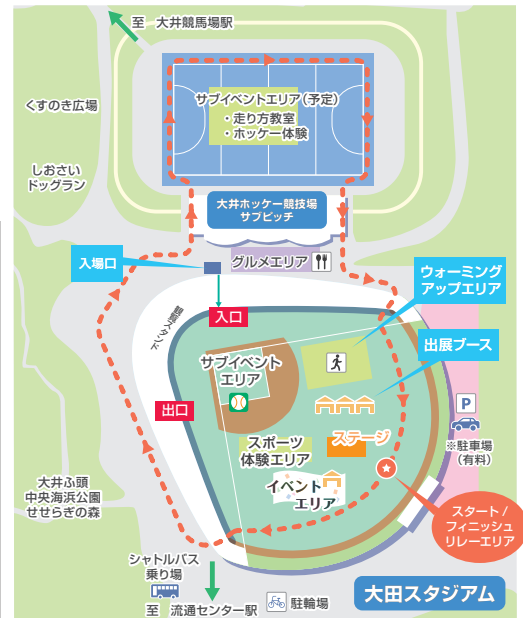 至 大井競馬場駅
くすのき広場
サブイベントエリア（予定）
・走り方教室
・ホッケー体験
しおさい
ドッグラン
大井ホッケー競技場
サブピッチ
入場口
グルメエリア
ウォーミング
アップエリア
観覧スタンド
入口
出展ブース
サブイベント
エリア
出口
P
ステージ
※駐車場
（有料）
スポーツ
体験エリア
イベント
エリア
大井ふ頭
中央海浜公園
せせらぎの森
スタート/
フィニッシュ
リレーエリア
シャトルバス
乗り場
大田スタジアム
至 流通センター駅
駐輪場